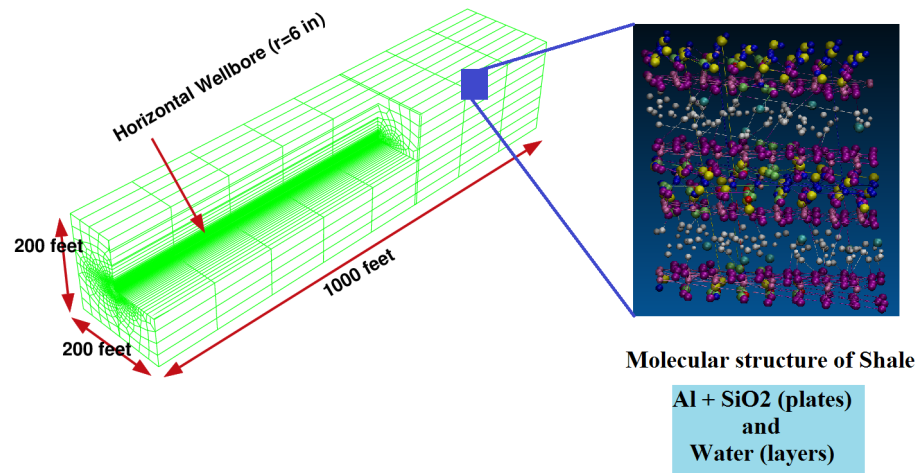 Horizontal Wellbore (r=6 in)
200 feet
200 feet
1000 feet
Molecular structure of Shale
Al + SiO2 (plates)
and
Water (layers)